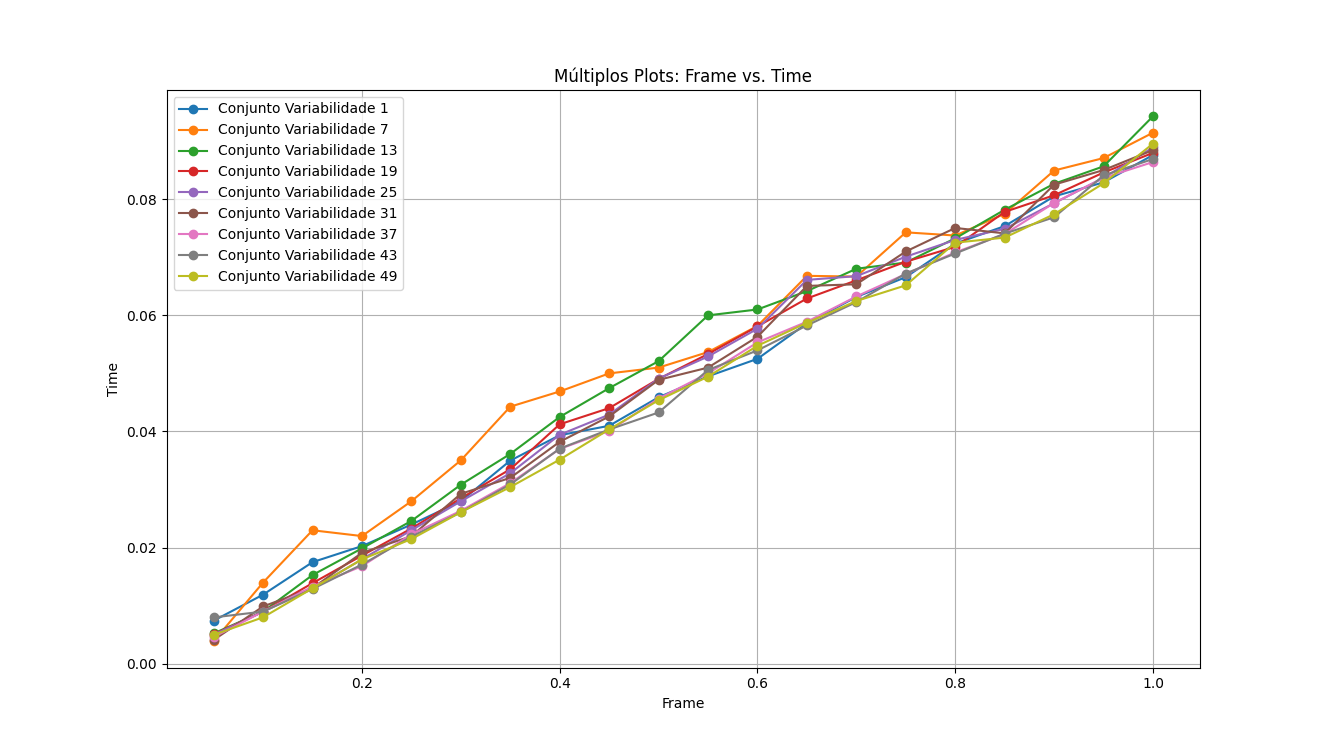 Múltiplos Plots: Frame vs. Time
Conjunto Variabilidade 1
Conjunto Variabilidade 7
Conjunto Variabilidade 13
Conjunto Variabilidade 19
Conjunto Variabilidade 25
Conjunto Variabilidade 31
Conjunto Variabilidade 37
Conjunto Variabilidade 43
Conjunto Variabilidade 49
Time
0.08
0.06
0.04
0.02
0.00
0.2 0.4 0.6 0.8 1.0
Frame